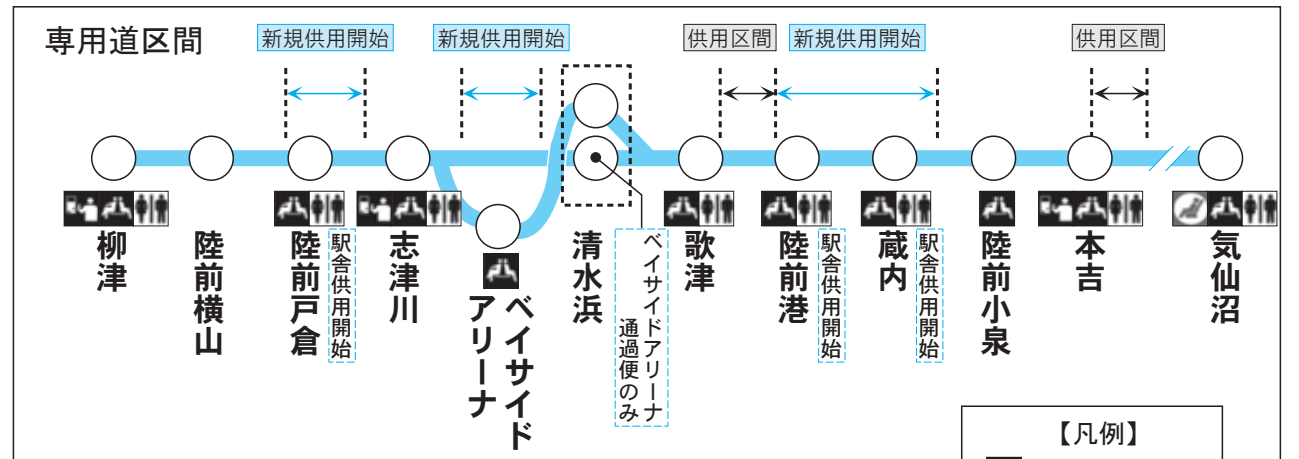 専用道区間
新規供用開始
新規供用開始
供用区間
新規供用開始
供用区間
柳津
陸前横山
陸前戸倉
駅舎供用開始
志津川
ベイサイド
アリーナ
清水浜
ベイサイドアリーナ
通過便のみ
歌津
陸前港
駅舎供用開始
蔵内
駅舎供用開始
陸前小泉
本吉
気仙沼
【凡例】